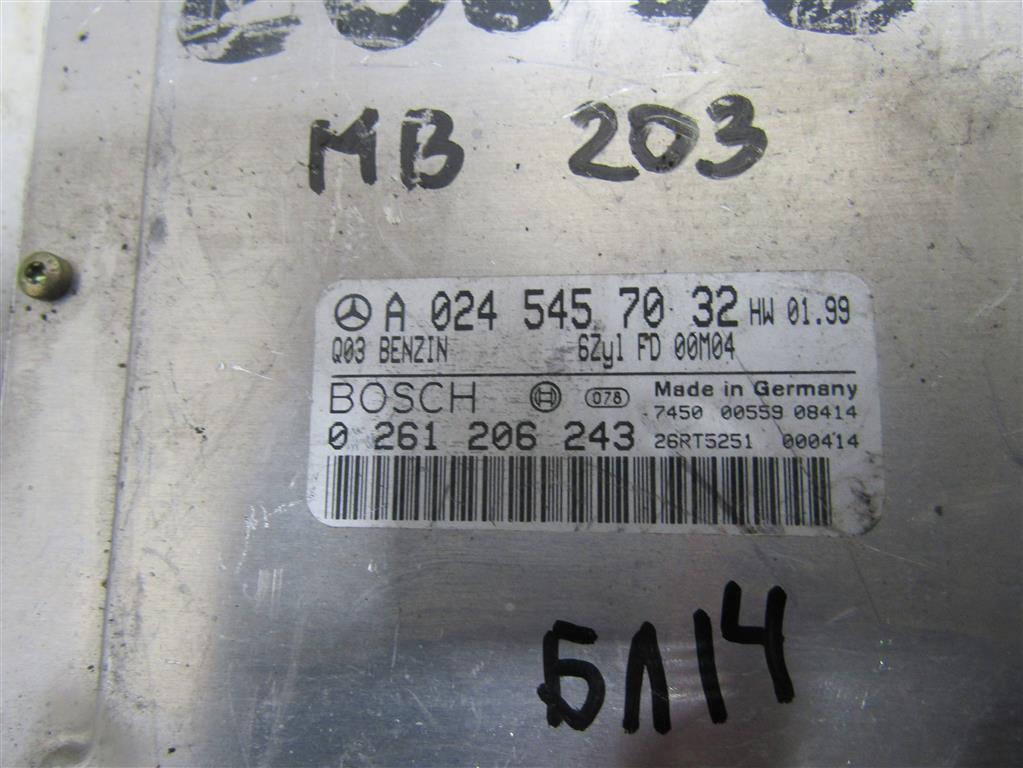 MB 203
A 024 545 70 32 HW 01.99
Q03 BENZIN 6Zyl FD 00M04
BOSCH 078 Made in Germany
7450 00559 08414
0 261 206 243 26RT5251 000414
БЛ14